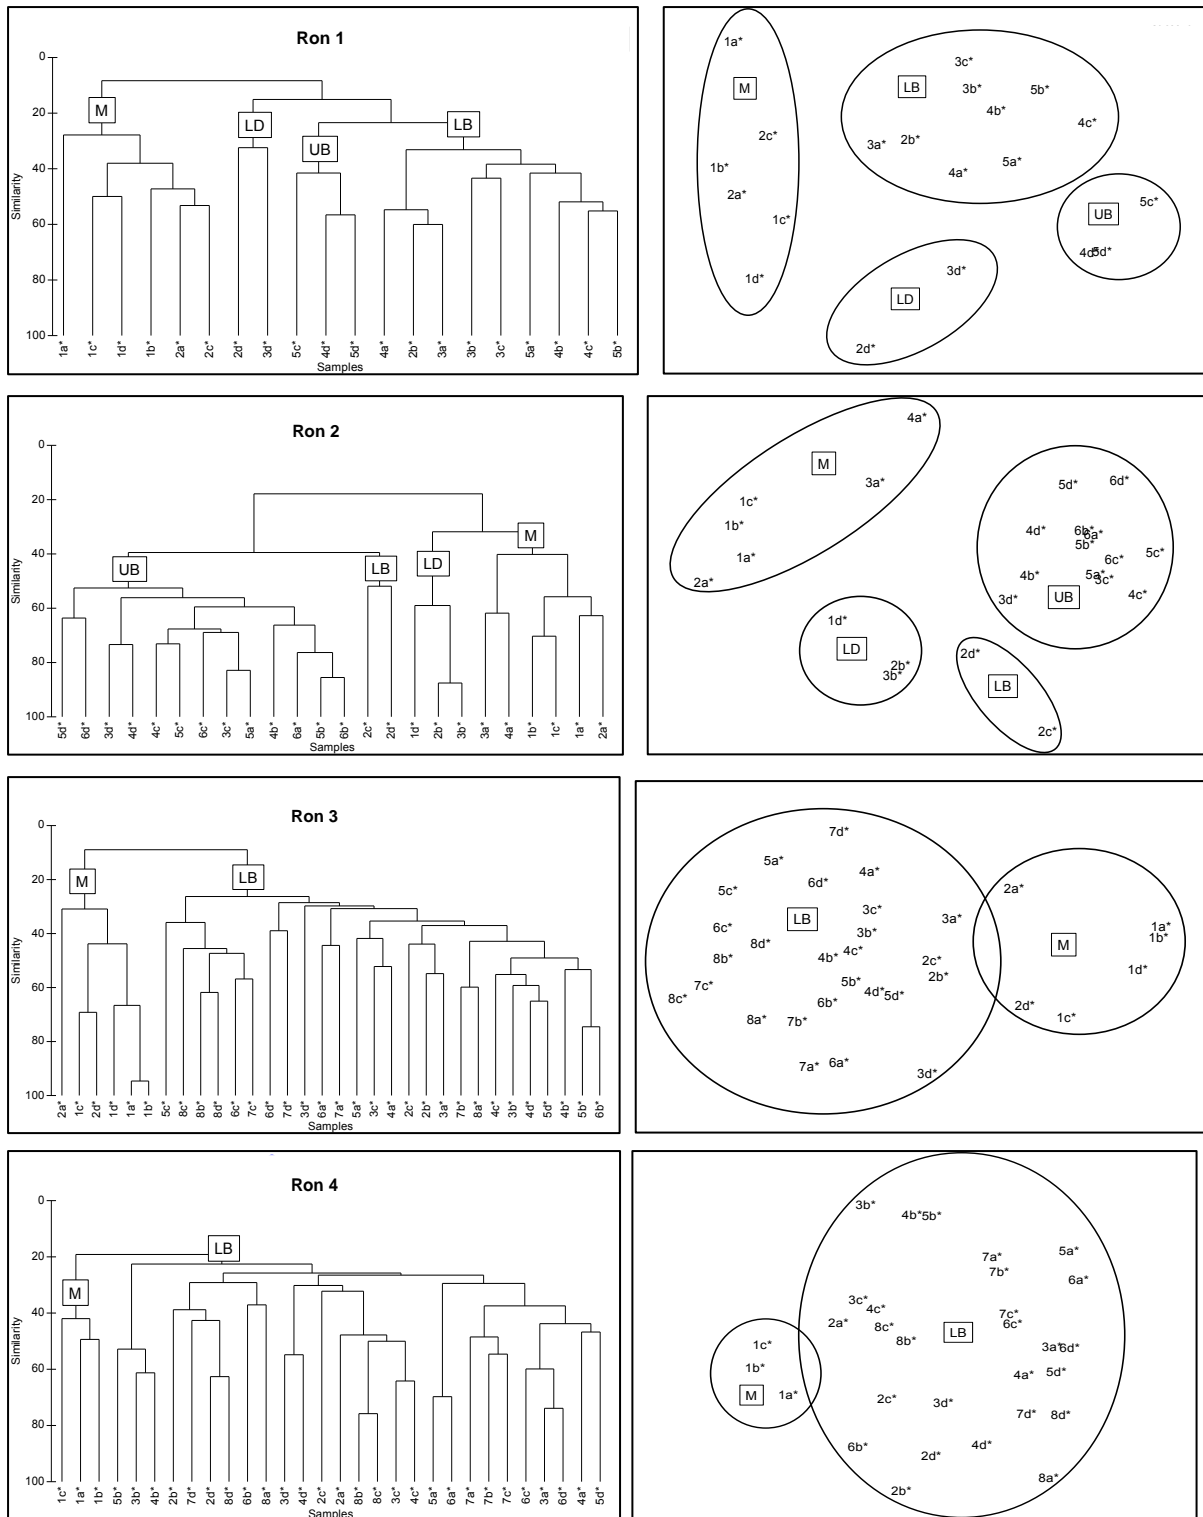 Ron 1
Similarity
0
20
40
60
80
100
M
LD
UB
LB
1a* 1c* 1d* 1b* 2a* 2c* 2d* 3d* 5c* 4d* 5d* 4a* 2b* 3a* 3b* 3c* 5a* 4b* 4c* 5b*
Samples
1a*
M
2c*
1b*
2a*
1c*
1d*
3c*
LB 3b* 5b*
4b*
4c*
3a* 2b*
5a*
4a*
5c*
UB
4d* 5d*
3d*
LD
2d*
Ron 2
Similarity
0
20
40
60
80
100
UB
LB
LD
M
5d* 6d* 3d* 4d* 4c* 5c* 6c* 3c* 5a* 4b* 6a* 5b* 6b* 2c* 2d* 1d* 2b* 3b* 3a* 4a* 1b* 1c* 1a* 2a*
Samples
4a*
M
3a*
1c*
1b*
1a*
2a*
5d* 6d*
4d* 6b* 6a*
5b*
5c*
6c*
4b* 5a* 3c*
4c*
3d* UB
1d*
LD
2b*
3b*
2d*
LB
2c*
Ron 3
Similarity
0
20
40
60
80
100
M
LB
2a* 1c* 2d* 1d* 1a* 1b* 5c* 8c* 8b* 8d* 6c* 7c* 6d* 7d* 3d* 6a* 7a* 5a* 3c* 4a* 2c* 2b* 3a* 7b* 8a* 4c* 3b* 4d* 5d* 4b* 5b* 6b*
Samples
7d*
5a*
4a*
6d*
5c*
3c*
LB
3a*
6c*
3b*
8d*
4c*
4b*
8b*
2c*
2b*
5b*
7c*
4d* 5d*
8c*
6b*
8a* 7b*
7a* 6a*
3d*
2a*
1a*
1b*
M
1d*
2d*
1c*
Ron 4
Similarity
0
20
40
60
80
100
LB
M
1c* 1a* 1b* 5b* 3b* 4b* 2b* 7d* 2d* 8d* 6b* 8a* 3d* 4d* 2c* 2a* 8b* 8c* 3c* 4c* 5a* 6a* 7a* 7b* 7c* 6c* 3a* 6d* 4a* 5d*
Samples
3b*
4b* 5b*
7a* 5a*
7b*
6a*
3c*
4c*
7c*
2a* 8c*
6c*
8b* LB
3a* 6d*
1c*
1b*
M 1a*
4a* 5d*
2c* 3d*
7d* 8d*
6b* 4d*
2d*
8a*
2b*